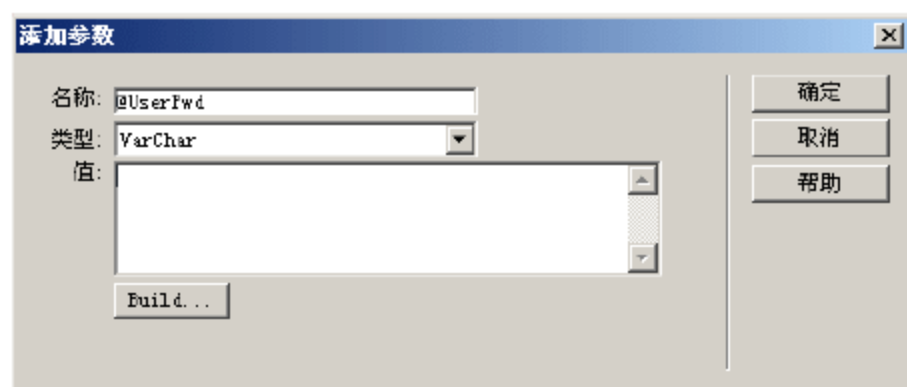 添加参数
名称: @UserPwd
确定
类型: VarChar
取消
值:
帮助
Build...